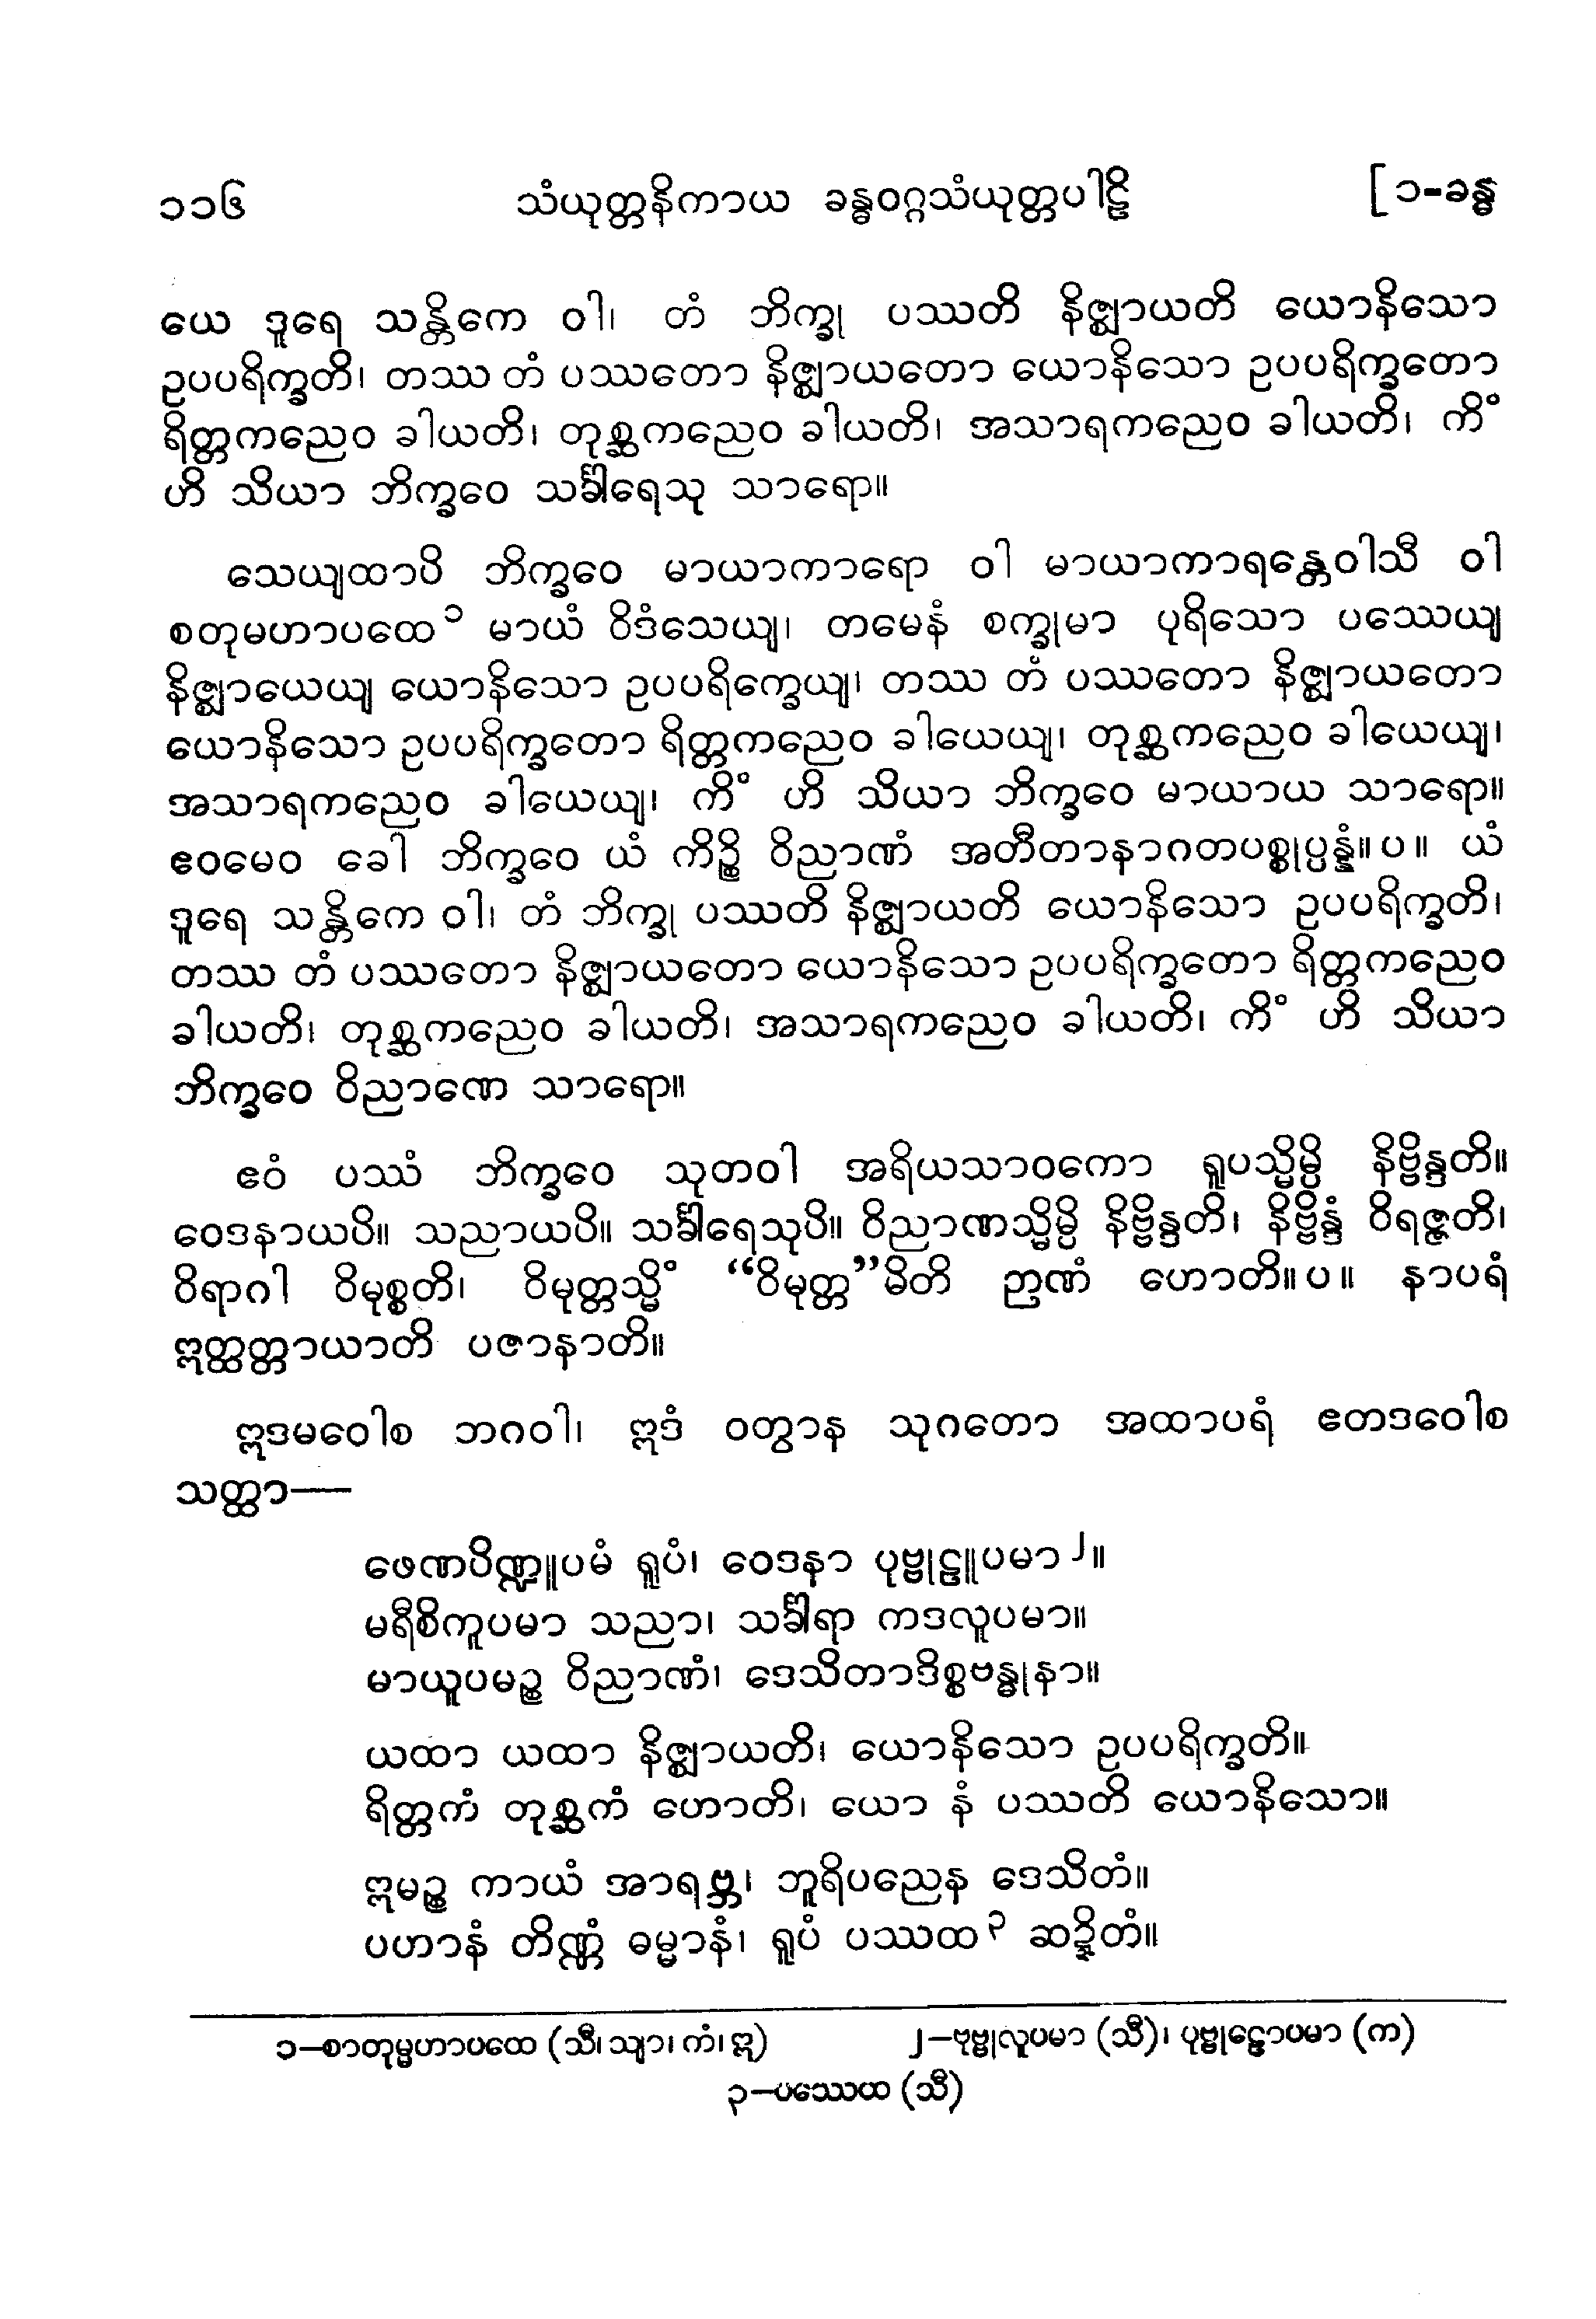 ၁၁၆ သံယုတ္တနိကာယ ခန္ဓဝဂ္ဂသံယုတ္တပါဠိ [ ၁-ခန္ဓ
ယေ ဒူရေ သန္တိကေ ဝါ၊ တံ ဘိက္ခု ပဿတိ နိဇ္ဈာယတိ ယောနိသော
ဥပပရိက္ခတိ၊ တဿ တံ ပဿတော နိဇ္ဈာယတော ယောနိသော ဥပပရိက္ခတော
ရိတ္တကညေဝ ခါယတိ၊ တုစ္ဆကညေဝ ခါယတိ၊ အသာရကညေဝ ခါယတိ၊ ကိံ
ဟိ သိယာ ဘိက္ခဝေ သင်္ခါရေသု သာရော။
သေယျထာပိ ဘိက္ခဝေ မာယာကာရော ဝါ မာယာကာရန္တေဝါသီ ဝါ
စတုမဟာပထေ၁ မာယံ ဝိဒံသေယျ၊ တမေနံ စက္ခုမာ ပုရိသော ပဿေယျ
နိဇ္ဈာယေယျ ယောနိသော ဥပပရိက္ခေယျ၊ တဿ တံ ပဿတော နိဇ္ဈာယတော
ယောနိသော ဥပပရိက္ခတော ရိတ္တကညေဝ ခါယေယျ၊ တုစ္ဆကညေဝ ခါယေယျ၊
အသာရကညေဝ ခါယေယျ၊ ကိံ ဟိ သိယာ ဘိက္ခဝေ မာယာယ သာရော။
ဧဝမေဝ ခေါ ဘိက္ခဝေ ယံ ကိဉ္စိ ဝိညာဏံ အတီတာနာဂတပစ္စုပ္ပန္နံ။ ပ ။ ယံ
ဒူရေ သန္တိကေ ဝါ၊ တံ ဘိက္ခု ပဿတိ နိဇ္ဈာယတိ ယောနိသော ဥပပရိက္ခတိ၊
တဿ တံ ပဿတော နိဇ္ဈာယတော ယောနိသော ဥပပရိက္ခတော ရိတ္တကညေဝ
ခါယတိ၊ တုစ္ဆကညေဝ ခါယတိ၊ အသာရကညေဝ ခါယတိ၊ ကိံ ဟိ သိယာ
ဘိက္ခဝေ ဝိညာဏေ သာရော။
ဧဝံ ပဿံ ဘိက္ခဝေ သုတဝါ အရိယသာဝကော ရူပသ္မိမ္ပိ နိဗ္ဗိန္ဒတိ။
ဝေဒနာယပိ။ သညာယပိ။ သင်္ခါရေသုပိ။ ဝိညာဏသ္မိမ္ပိ နိဗ္ဗိန္ဒတိ၊ နိဗ္ဗိန္ဒံ ဝိရဇ္ဇတိ၊
ဝိရာဂါ ဝိမုစ္စတိ၊ ဝိမုတ္တသ္မိံ “ဝိမုတ္တ”မိတိ ဉာဏံ ဟောတိ။ ပ ။ နာပရံ
ဣတ္ထတ္တာယာတိ ပဇာနာတိ။
ဣဒမဝေါစ ဘဂဝါ၊ ဣဒံ ဝတွာန သုဂတော အထာပရံ ဧတဒဝေါစ
သတ္ထာ—
ဖေဏပိဏ္ဍူပမံ ရူပံ၊ ဝေဒနာ ပုဗ္ဗုဠူပမာ၂။
မရီစိကူပမာ သညာ၊ သင်္ခါရာ ကဒလူပမာ။
မာယူပမဉ္စ ဝိညာဏံ၊ ဒေသိတာဒိစ္စဗန္ဓုနာ။
ယထာ ယထာ နိဇ္ဈာယတိ၊ ယောနိသော ဥပပရိက္ခတိ။
ရိတ္တကံ တုစ္ဆကံ ဟောတိ၊ ယော နံ ပဿတိ ယောနိသော။
ဣမဉ္စ ကာယံ အာရဗ္ဘ၊ ဘူရိပညေန ဒေသိတံ။
ပဟာနံ တိဏ္ဏံ ဓမ္မာနံ၊ ရူပံ ပဿထ၃ ဆဍ္ဍိတံ။
၁—စာတုမ္မဟာပထေ (သီ၊ သျာ၊ ကံ၊ ဣ) ၂—ဗုဗ္ဗုလူပမာ (သီ)၊ ပုဗ္ဗုဠောပမာ (က)
၃—ပဿေထ (သီ)